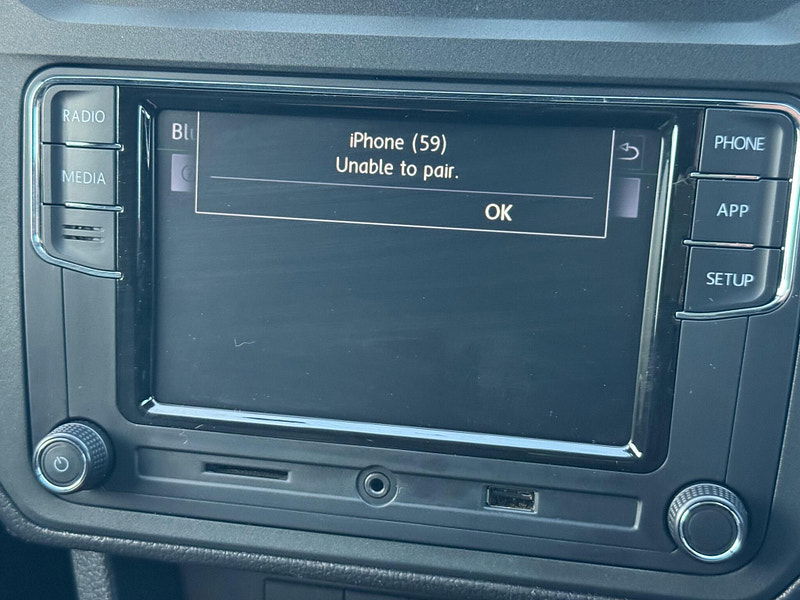 RADIO
MEDIA
iPhone (59)
Unable to pair.
OK
PHONE
APP
SETUP